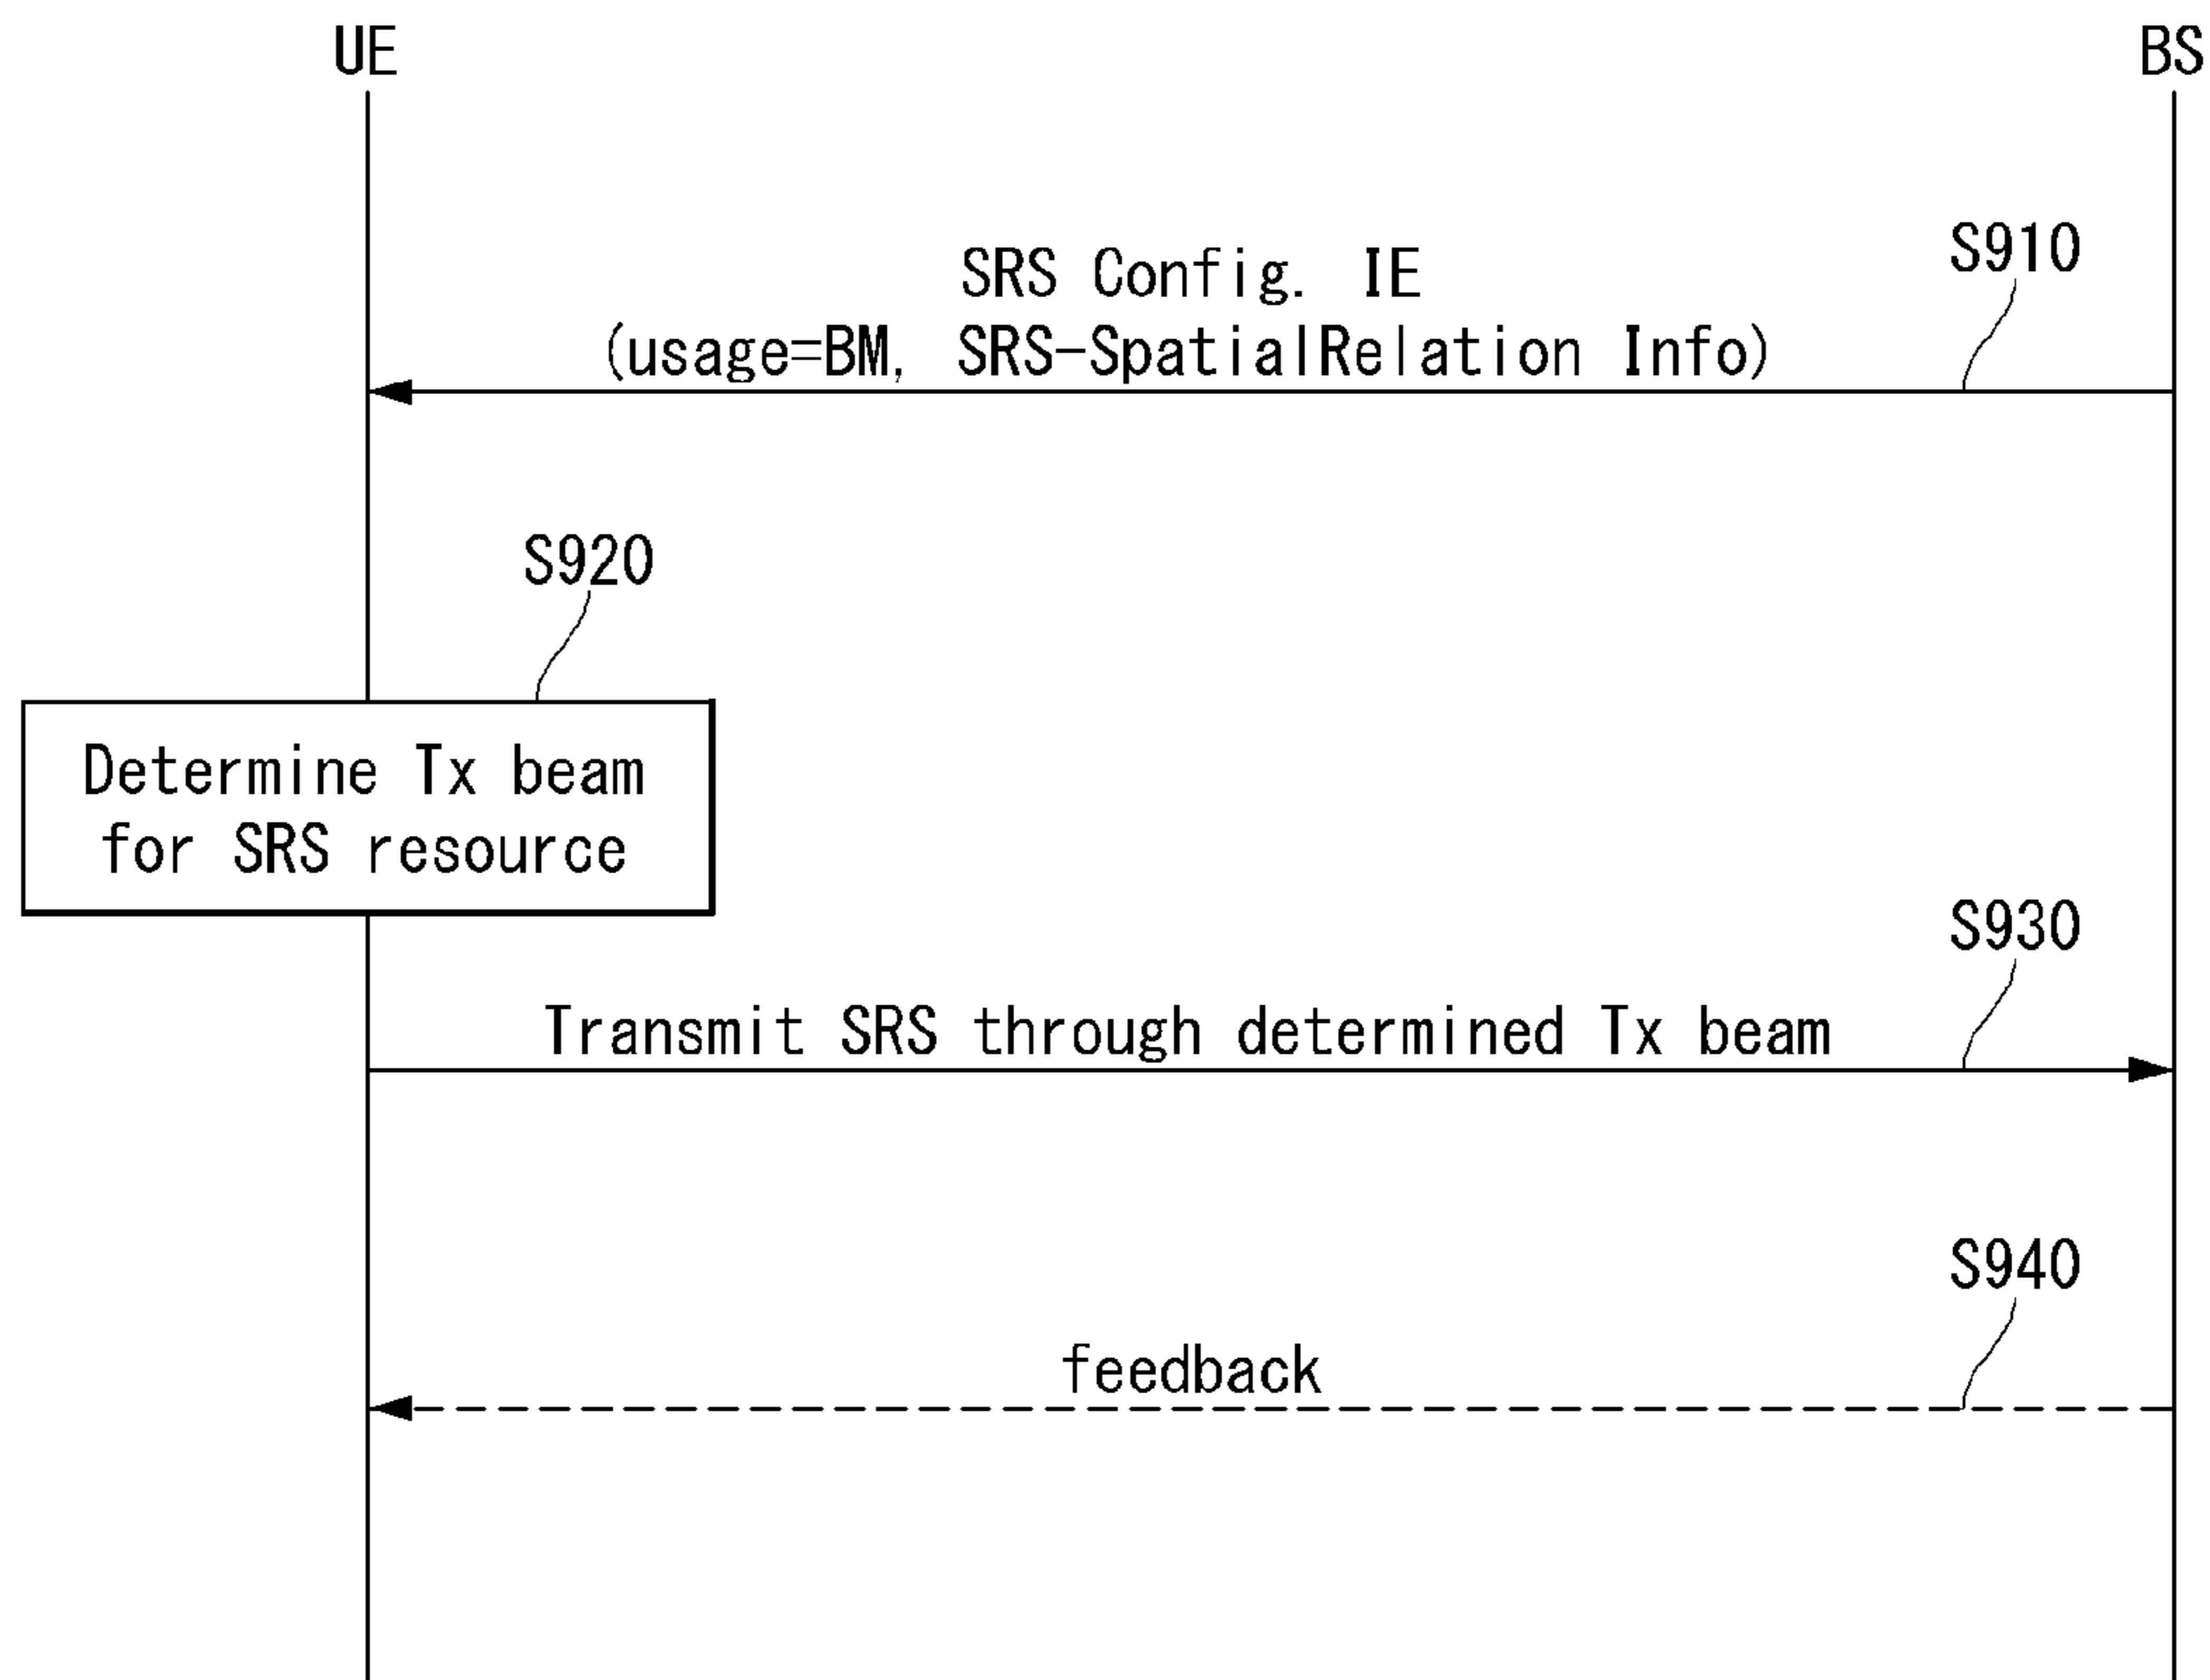 UE
BS
S910
SRS Config. IE
(usage=BM, SRS-SpatialRelation Info)
S920
Determine Tx beam
for SRS resource
S930
Transmit SRS through determined Tx beam
S940
feedback